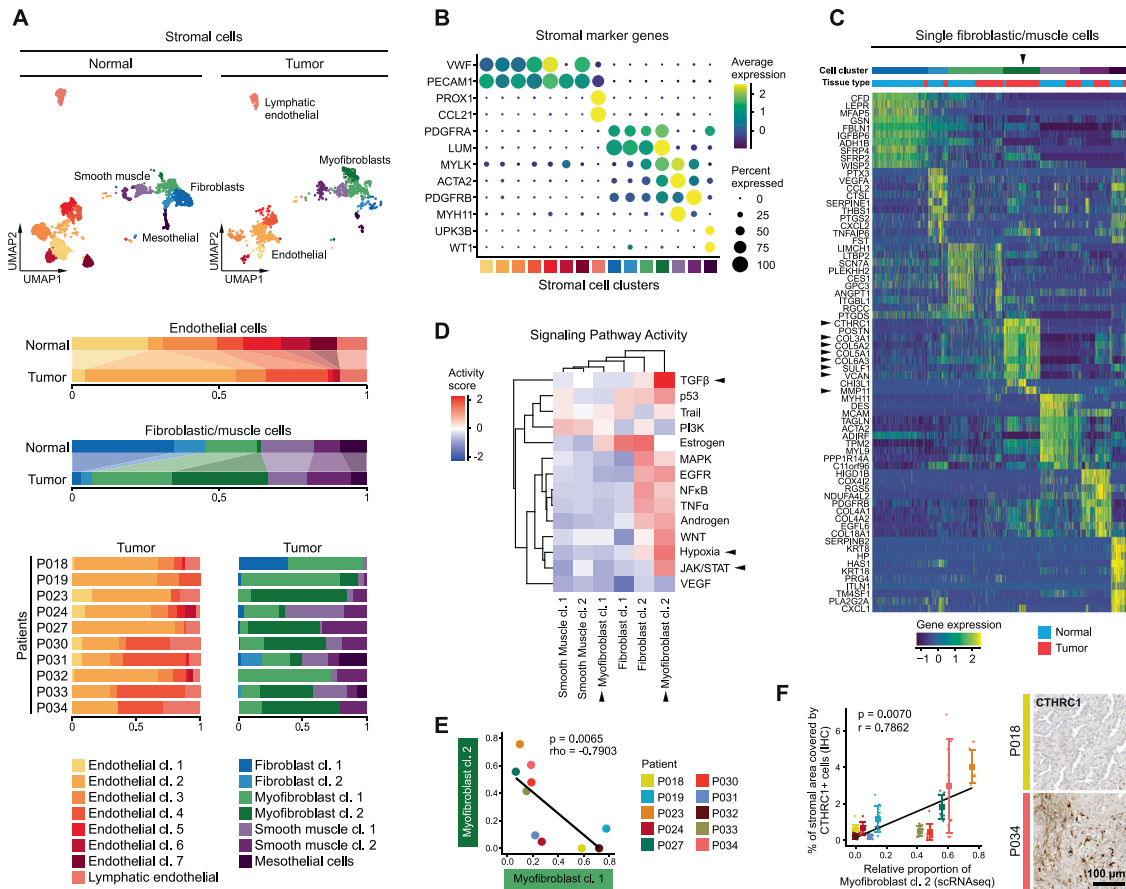 A
Stromal cells
Normal
Tumor
Lymphatic
endothelial
Smooth muscle
Myofibroblasts
Fibroblasts
Mesothelial
Endothelial
UMAP2
UMAP1
UMAP2
UMAP1
Endothelial cells
Normal
Tumor
0
0.5
1
Fibroblastic/muscle cells
Normal
Tumor
0
0.5
1
Tumor
Tumor
Patients
P018
P019
P023
P024
P027
P030
P031
P032
P033
P034
0
0.5
1
0
0.5
1
Endothelial cl. 1
Endothelial cl. 2
Endothelial cl. 3
Endothelial cl. 4
Endothelial cl. 5
Endothelial cl. 6
Endothelial cl. 7
Lymphatic endothelial
Fibroblast cl. 1
Fibroblast cl. 2
Myofibroblast cl. 1
Myofibroblast cl. 2
Smooth muscle cl. 1
Smooth muscle cl. 2
Mesothelial cells
B
Stromal marker genes
VWF
PECAM1
PROX1
CCL21
PDGFRA
LUM
MYLK
ACTA2
PDGFRB
MYH11
UPK3B
WT1
Stromal cell clusters
Average
expression
2
1
0
Percent
expressed
0
25
50
75
100
C
Single fibroblastic/muscle cells
Cell cluster
Tissue type
CFD
LEPR
MFAP5
GSN
FBLN1
IGFBP6
ADH1B
SFRP4
SFRP2
WISP2
PTX3
VEGFA
CCL2
CTSL
SERPINE1
THBS1
PTGS2
CXCL2
TNFAIP6
FST
LIMCH1
LTBP2
SCN7A
PLEKHH2
CES1
GPC3
ANGPT1
ITGBL1
RGCC
PTGDS
CTHRC1
POSTN
COL3A1
COL5A2
COL5A1
COL6A3
SULF1
VCAN
CHI3L1
MMP11
MYH11
DES
MCAM
TAGLN
ACTA2
ADIRF
TPM2
MYL9
PPP1R14A
C11orf96
HIGD1B
COX4I2
RGS5
NDUFA4L2
PDGFRB
COL4A1
COL4A2
EGFL6
COL18A1
SERPINB2
KRT8
HP
HAS1
KRT18
PRG4
ITLN1
TM4SF1
PLA2G2A
CXCL1
Gene expression
−1
0
1
2
Normal
Tumor
D
Signaling Pathway Activity
Activity
score
2
0
-2
TGFβ
p53
Trail
PI3K
Estrogen
MAPK
EGFR
NFκB
TNFα
Androgen
WNT
Hypoxia
JAK/STAT
VEGF
Smooth Muscle cl. 1
Smooth Muscle cl. 2
Myofibroblast cl. 1
Fibroblast cl. 1
Fibroblast cl. 2
Myofibroblast cl. 2
E
Myofibroblast cl. 2
0.8
0.6
0.4
0.2
0.0
p = 0.0065
rho = -0.7903
0.0
0.2
0.4
0.6
0.8
Myofibroblast cl. 1
Patient
P018
P019
P023
P024
P027
P030
P031
P032
P033
P034
F
% of stromal area covered by
CTHRC1+ cells (IHC)
6
4
2
0
p = 0.0070
r = 0.7862
0.0
0.2
0.4
0.6
0.8
Relative proportion of
Myofibroblast cl. 2 (scRNAseq)
P018
CTHRC1
P034
100 μm